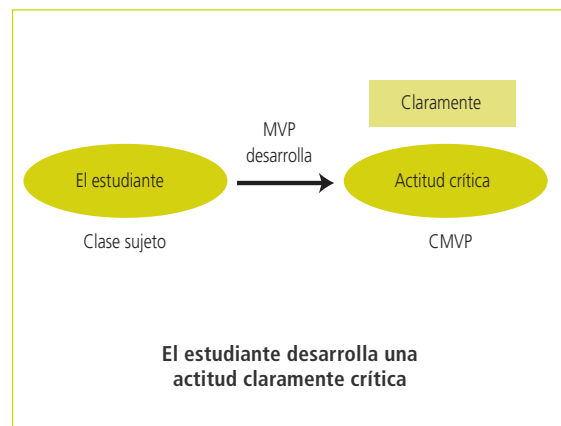 Claramente
MVP
desarrolla
El estudiante
Actitud crítica
Clase sujeto
CMVP
El estudiante desarrolla una
actitud claramente crítica